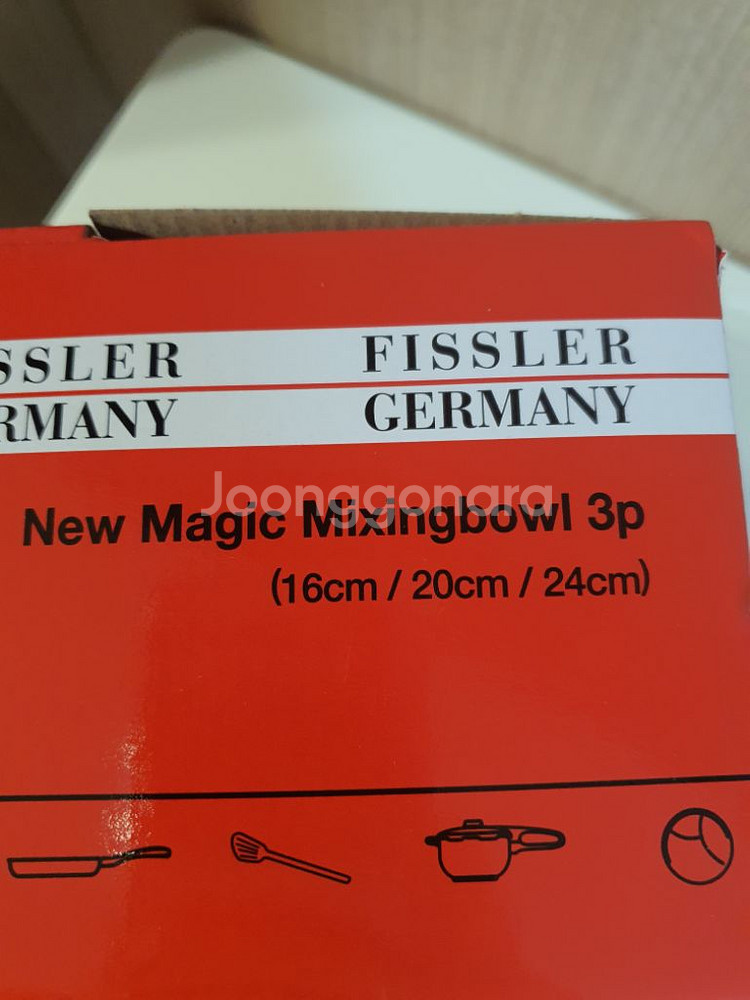 SSLER FISSLER
RMANY GERMANY
Joonggonara
New Magic Mixingbowl 3p
(16cm / 20cm / 24cm)